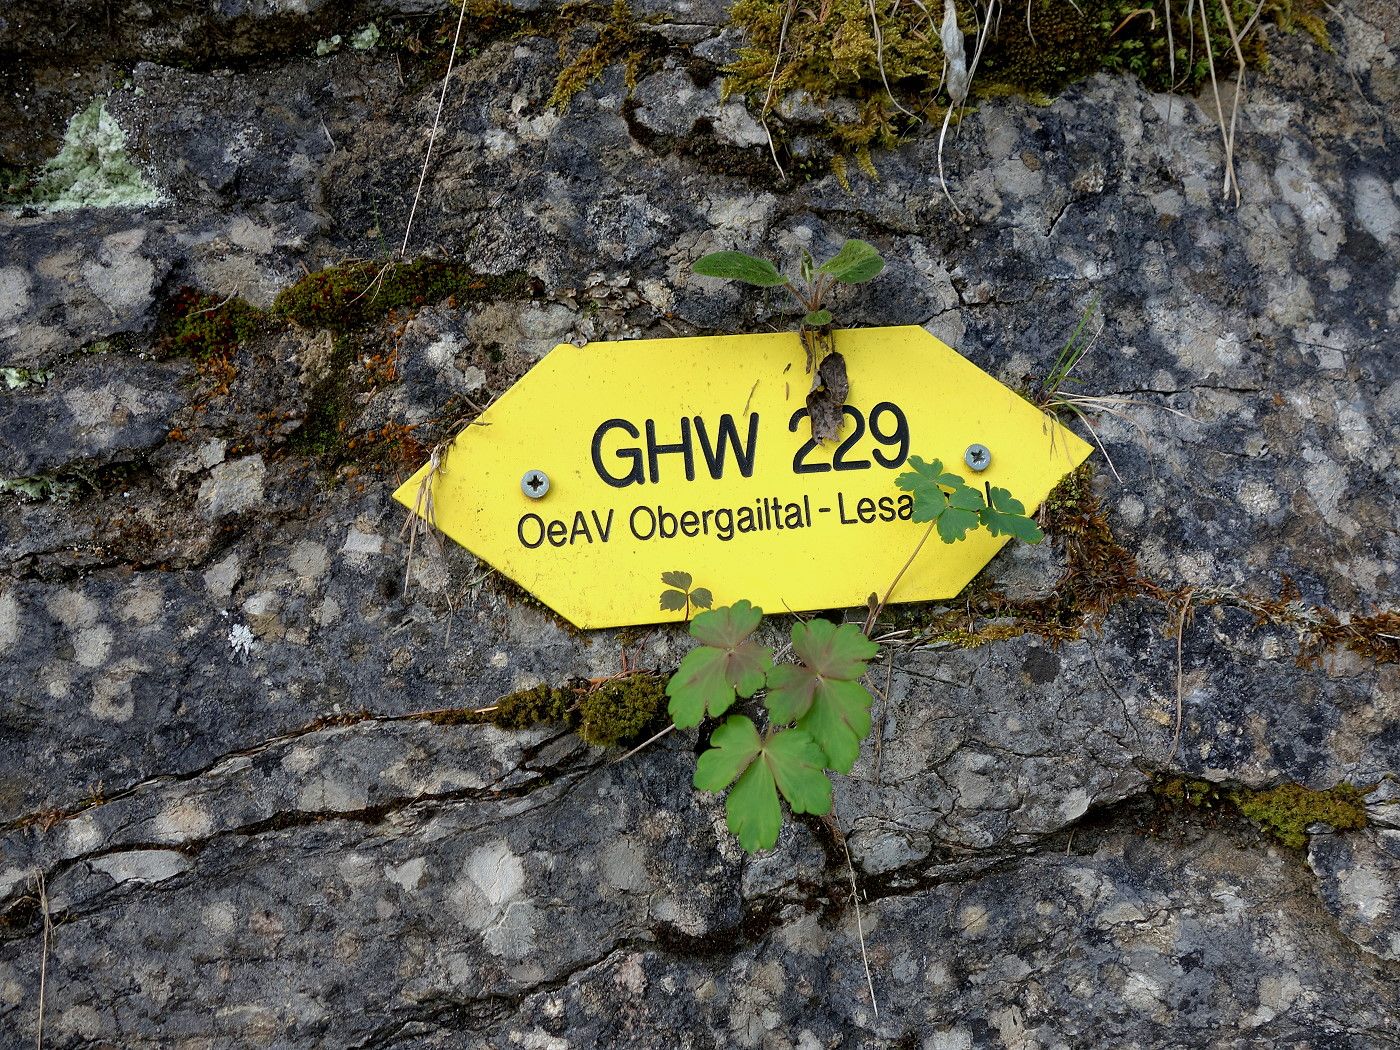 GHW 229
OeAV Obergailtal-